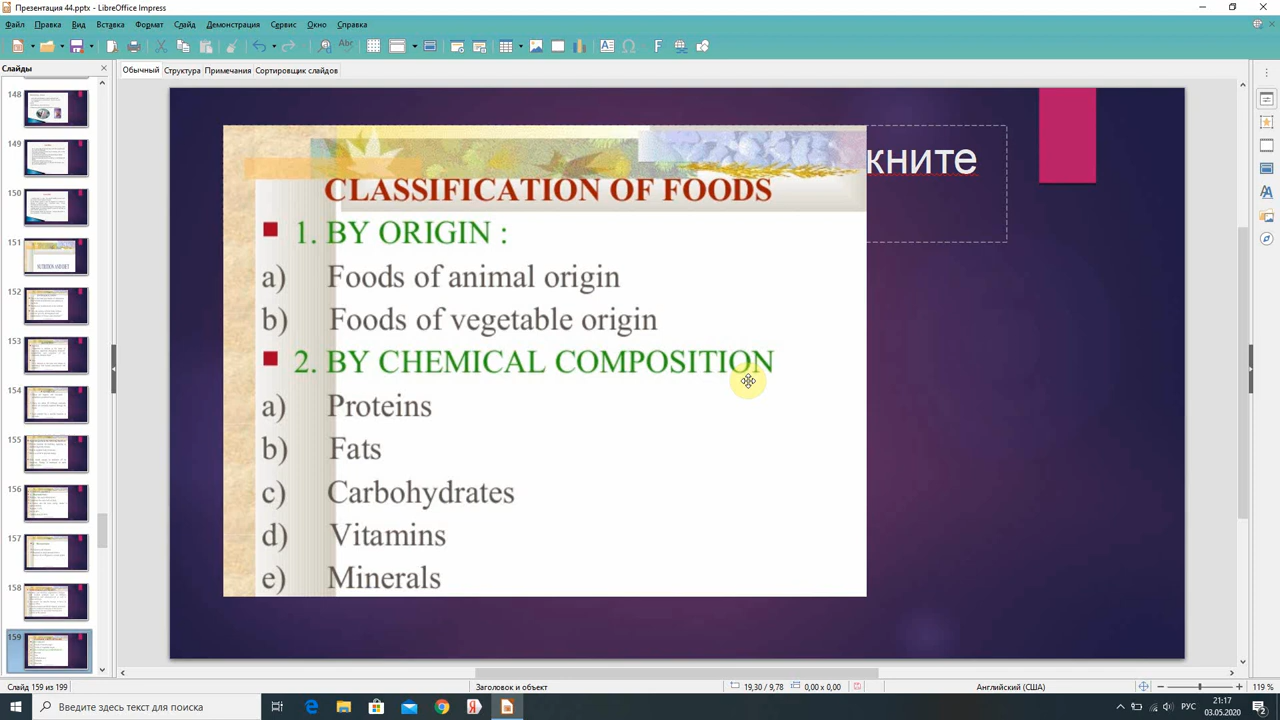 Презентация 44.pptx - LibreOffice Impress
Файл Правка Вид Вставка Формат Слайд Демонстрация Сервис Окно Справка
Слайды
Обычный Структура Примечания Сортировщик слайдов
148
149
150
151
152
153
154
155
156
157
158
159
кните
CLASSIFICATION OF FOODS
1. BY ORIGIN :
a) Foods of animal origin
b) Foods of vegetable origin
2. BY CHEMICAL COMPOSITION
a) Proteins
b) Fats
c) Carbohydrates
d) Vitamins
e) Minerals
Слайд 159 из 199 Заголовок и объект 19,30 / 9,78 0,00 x 0,00 Английский (США) 119 %
Введите здесь текст для поиска
РУС
21:17
03.05.2020
2